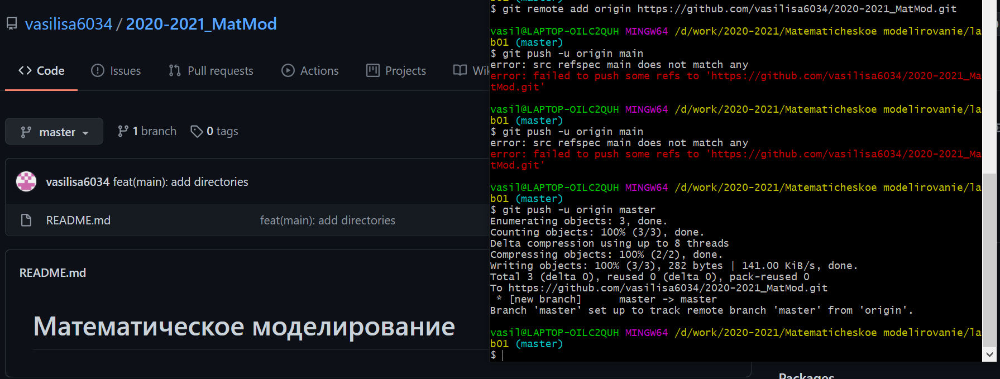 vasilisa6034 / 2020-2021_MatMod
Code
Issues
Pull requests
Actions
Projects
master
1 branch
0 tags
vasilisa6034 feat(main): add directories
README.md
feat(main): add directories
README.md
Математическое моделирование
$ git remote add origin https://github.com/vasilisa6034/2020-2021_MatMod.git
vasil@LAPTOP-OILC2QUH MINGW64 /d/work/2020-2021/Matematicheskoe modelirovanie/la
b01 (master)
$ git push -u origin main
error: src refspec main does not match any
error: failed to push some refs to 'https://github.com/vasilisa6034/2020-2021_Ma
tMod.git'
vasil@LAPTOP-OILC2QUH MINGW64 /d/work/2020-2021/Matematicheskoe modelirovanie/la
b01 (master)
$ git push -u origin main
error: src refspec main does not match any
error: failed to push some refs to 'https://github.com/vasilisa6034/2020-2021_Ma
tMod.git'
vasil@LAPTOP-OILC2QUH MINGW64 /d/work/2020-2021/Matematicheskoe modelirovanie/la
b01 (master)
$ git push -u origin master
Enumerating objects: 3, done.
Counting objects: 100% (3/3), done.
Delta compression using up to 8 threads
Compressing objects: 100% (2/2), done.
Writing objects: 100% (3/3), 282 bytes | 141.00 KiB/s, done.
Total 3 (delta 0), reused 0 (delta 0), pack-reused 0
To https://github.com/vasilisa6034/2020-2021_MatMod.git
 * [new branch]      master -> master
Branch 'master' set up to track remote branch 'master' from 'origin'.
vasil@LAPTOP-OILC2QUH MINGW64 /d/work/2020-2021/Matematicheskoe modelirovanie/la
b01 (master)
$
Packages